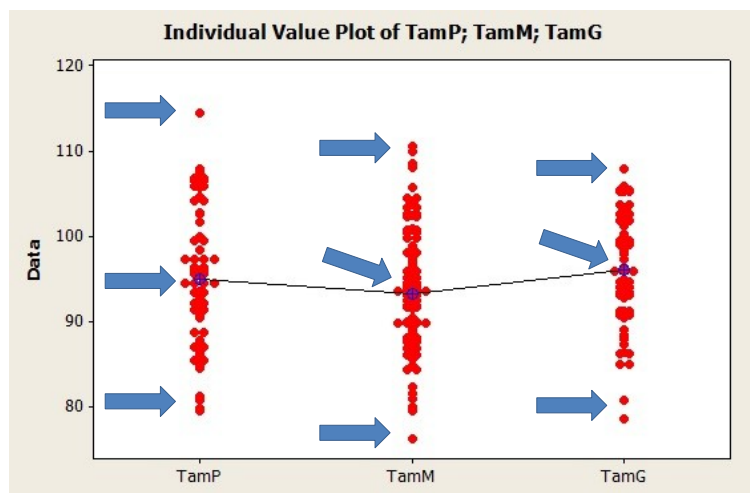 Individual Value Plot of TamP; TamM; TamG
120
110
100
90
80
Data
TamP
TamM
TamG